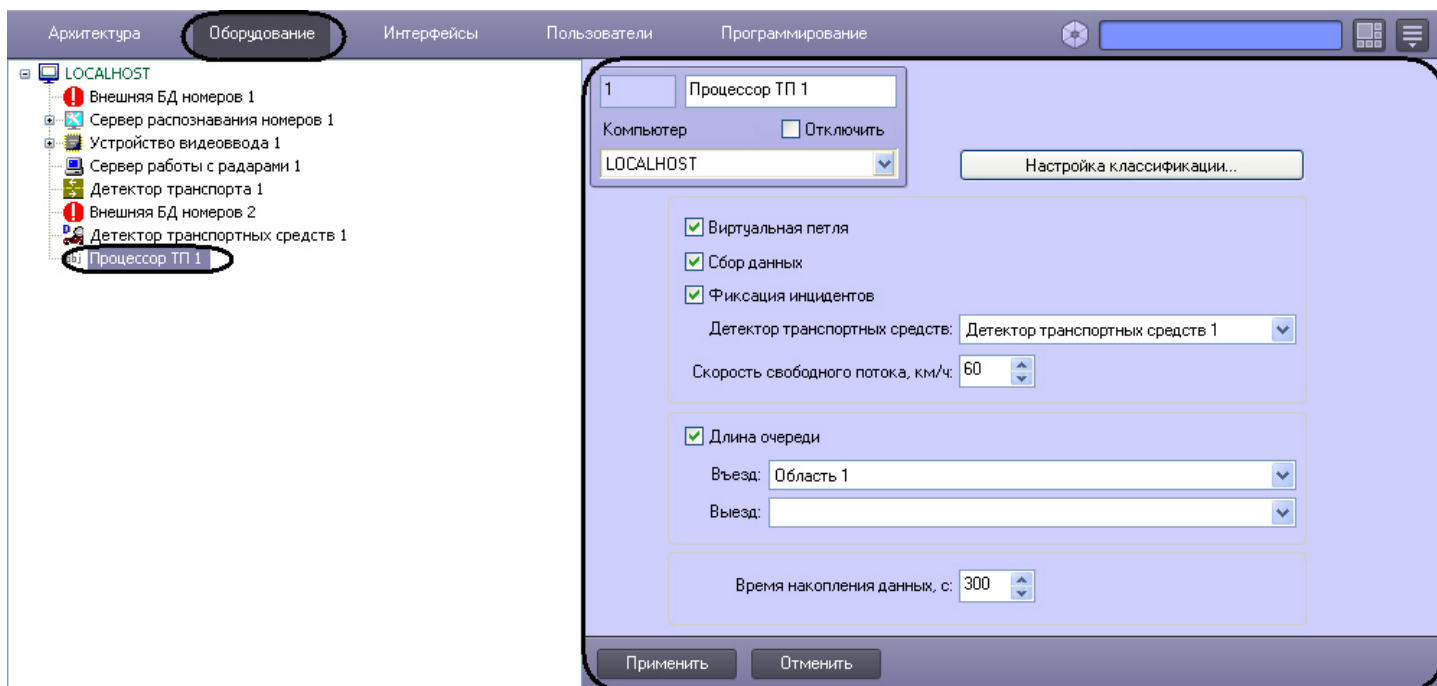 Архитектура Оборудование Интерфейсы Пользователи Программирование
LOCALHOST
Внешняя БД номеров 1
Сервер распознавания номеров 1
Устройство видеоввода 1
Сервер работы с радарами 1
Детектор транспорта 1
Внешняя БД номеров 2
Детектор транспортных средств 1
Процессор ТП 1
1 Процессор ТП 1
Компьютер Отключить
LOCALHOST
Настройка классификации...
Виртуальная петля
Сбор данных
Фиксация инцидентов
Детектор транспортных средств: Детектор транспортных средств 1
Скорость свободного потока, км/ч: 60
Длина очереди
Въезд: Область 1
Выезд:
Время накопления данных, с: 300
Применить Отменить